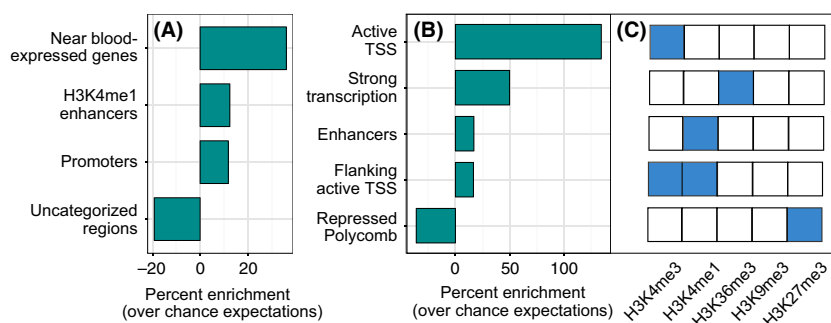 (A)
Near blood-
expressed genes
H3K4me1
enhancers
Promoters
Uncategorized
regions
−20 0 20
Percent enrichment
(over chance expectations)
(B)
Active
TSS
Strong
transcription
Enhancers
Flanking
active TSS
Repressed
Polycomb
0 50 100
Percent enrichment
(over chance expectations)
(C)
H3K4me3
H3K4me1
H3K36me3
H3K9me3
H3K27me3